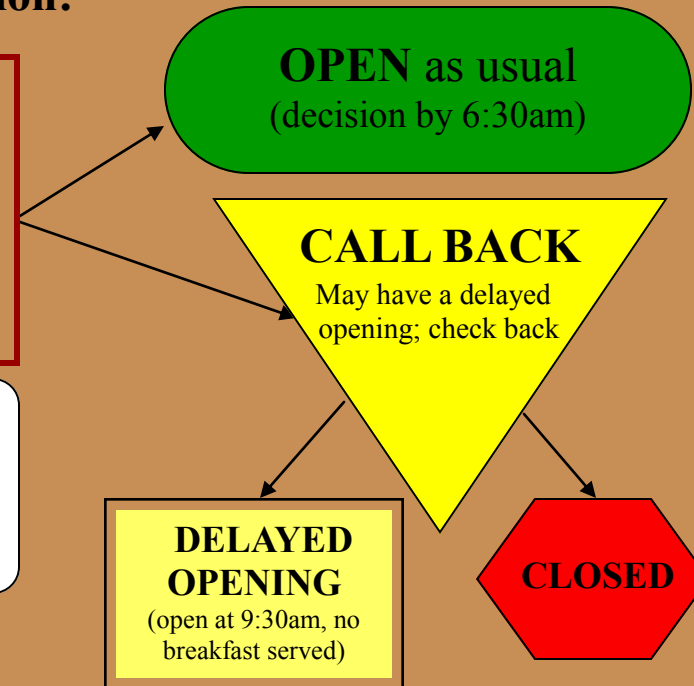 OPEN as usual
(decision by 6:30am)
CALL BACK
May have a delayed
opening; check back
DELAYED
OPENING
(open at 9:30am, no
breakfast served)
CLOSED